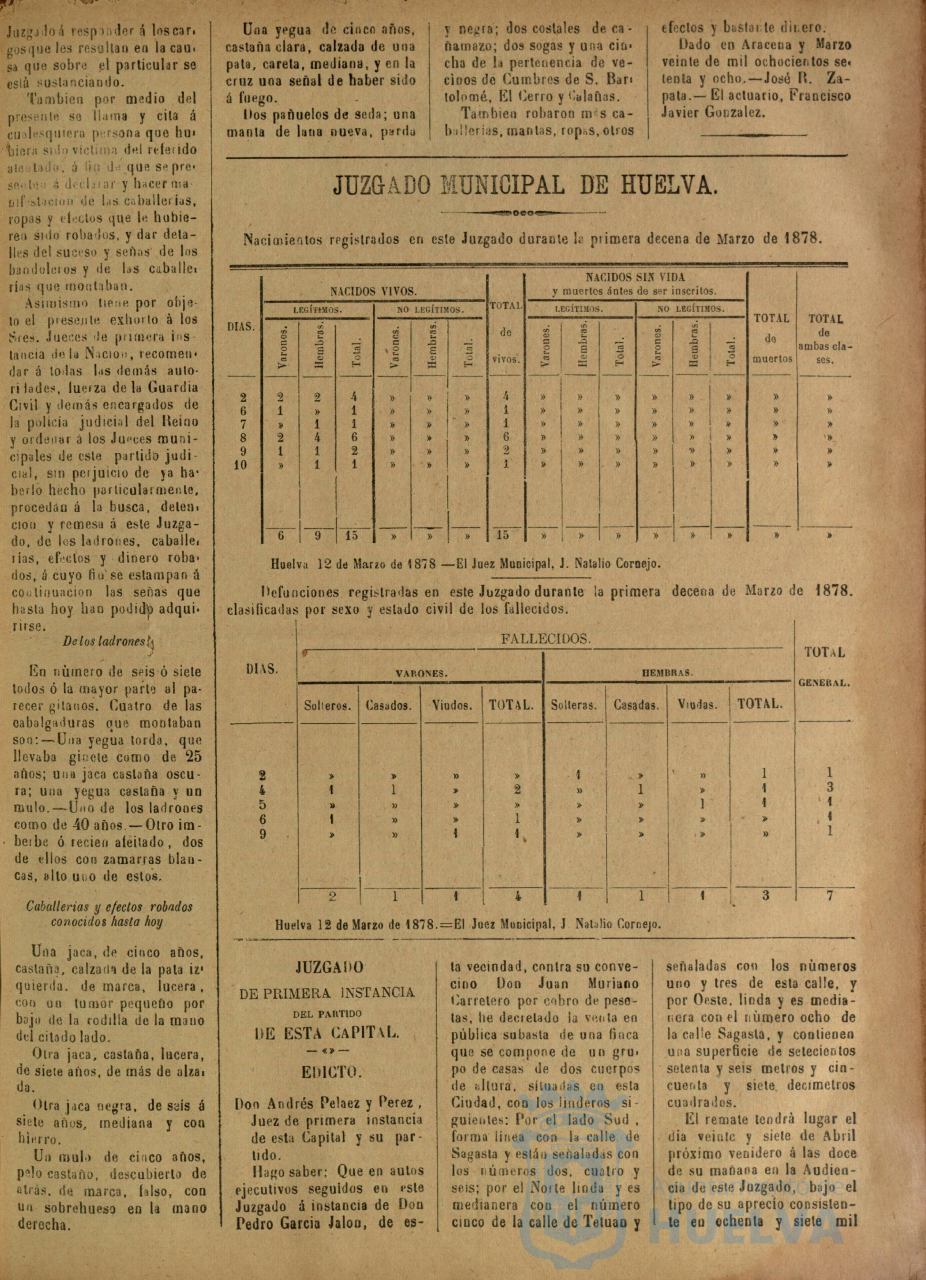 Juzgado á responder á los car-
gos que les resultan en la cau-
sa que sobre el particular se
está sustanciando.
Tambien por medio del
presente se llama y cita á
cualesquiera persona que hu-
biera sido víctima del referido
atentado, á fin de que se pre-
senten á declarar y hacer ma-
nifestacion de las caballerías,
ropas y efectos que le hubie-
ren sido robados, y dar deta-
lles del suceso y señas de los
bandoleros y de las caballe-
rias que montaban.
Asimismo tiene por obje-
to el presente exhorto á los
Sres. Jueces de primera ins-
tancia de la Nacion, recomen-
dar á todas las demás auto-
ridades, fuerza de la Guardia
Civil y demás encargados de
la policía judicial del Reino
y ordenar á los Jueces muni-
cipales de este partido judi-
cial, sin perjuicio de ya ha-
berlo hecho particularmente,
procedan á la busca, deten-
cion y remesa á este Juzga-
do, de los ladrones, caballe-
rias, efectos y dinero roba-
dos, á cuyo fin se estampan á
continuacion las señas que
hasta hoy han podido adqui-
rirse.
De los ladrones
En número de seis ó siete
todos ó la mayor parte al pa-
recer gitanos. Cuatro de las
cabalgaduras que montaban
son:—Una yegua torda, que
llevaba ginete como de 25
años; una jaca castaña oscu-
ra; una yegua castaña y un
mulo.—Uno de los ladrones
como de 40 años.—Otro im-
berbe ó recien afeitado, dos
de ellos con zamarras blan-
cas, alto uno de estos.
Caballerias y efectos robados
conocidos hasta hoy
Una jaca, de cinco años,
castaña, calzada de la pata iz-
quierda, de marca, lucera,
con un tumor pequeño por
bajo de la rodilla de la mano
del citado lado.
Otra jaca, castaña, lucera,
de siete años, de más de alza-
da.
Otra jaca negra, de seis á
siete años, mediana y con
hierro.
Un mulo de cinco años,
pelo castaño, descubierto de
atrás, de marca, falso, con
un sobrehueso en la mano
derecha.
Una yegua de cinco años,
castaña clara, calzada de una
pata, careta, mediana, y en la
cruz una señal de haber sido
á fuego.
Dos pañuelos de seda; una
manta de lana nueva, parda
y negra; dos costales de ca-
ñamazo; dos sogas y una cin-
cha de la pertenencia de ve-
cinos de Cumbres de S. Bar-
tolomé, El Cerro y Calañas.
Tambien robaron más ca-
ballerias, mantas, ropas, otros
efectos y bastante dinero.
Dado en Aracena y Marzo
veinte de mil ochocientos se-
tenta y ocho.—José R. Za-
pata.—El actuario, Francisco
Javier Gonzalez.
JUZGADO MUNICIPAL DE HUELVA.
Nacimientos registrados en este Juzgado durante la primera decena de Marzo de 1878.
DIAS. NACIDOS VIVOS. TOTAL de vivos. NACIDOS SIN VIDA
y muertos ántes de ser inscritos. TOTAL de muertos TOTAL de ambas cla-
ses.
LEGÍTIMOS. NO LEGÍTIMOS. LEGÍTIMOS. NO LEGÍTIMOS.
Varones. Hembras. Total. Varones. Hembras. Total. Varones. Hembras. Total. Varones. Hembras. Total.
2 2 2 4 » » » 4 » » » » » » » »
6 1 » 1 » » » 1 » » » » » » » »
7 » 1 1 » » » 1 » » » » » » » »
8 2 4 6 » » » 6 » » » » » » » »
9 1 1 2 » » » 2 » » » » » » » »
10 » 1 1 » » » 1 » » » » » » » »
6 9 15 » » » 15 » » » » » » » »
Huelva 12 de Marzo de 1878 —El Juez Municipal, J. Natalio Cornejo.
Defunciones registradas en este Juzgado durante la primera decena de Marzo de 1878.
clasificadas por sexo y estado civil de los fallecidos.
DIAS. FALLECIDOS. TOTAL
GENERAL.
VARONES. HEMBRAS.
Solteros. Casados. Viudos. TOTAL. Solteras. Casadas. Viudas. TOTAL.
2 » » » » 1 » » 1 1
4 1 1 » 2 » 1 » 1 3
5 » » » » » » 1 1 1
6 1 » » 1 » » » » 1
9 » » 1 1 » » » » 1
2 1 1 4 1 1 1 3 7
Huelva 12 de Marzo de 1878.=El Juez Municipal, J Natalio Cornejo.
JUZGADO
DE PRIMERA INSTANCIA
DEL PARTIDO
DE ESTA CAPITAL.
—«»—
EDICTO.
Don Andrés Pelaez y Perez,
Juez de primera instancia
de esta Capital y su par-
tido.
Hago saber: Que en autos
ejecutivos seguidos en este
Juzgado á instancia de Don
Pedro Garcia Jalon, de es-
ta vecindad, contra su conve-
cino Don Juan Muriano
Carretero por cobro de pese-
tas, he decretado la venta en
pública subasta de una finca
que se compone de un gru-
po de casas de dos cuerpos
de altura, situadas en esta
Ciudad, con los linderos si-
guientes: Por el lado Sud,
forma linea con la calle de
Sagasta y están señaladas con
los números dos, cuatro y
seis; por el Norte linda y es
medianera con el número
cinco de la calle de Tetuan y
señaladas con los números
uno y tres de esta calle, y
por Oeste, linda y es media-
nera con el número ocho de
la calle Sagasta, y contienen
una superficie de setecientos
setenta y seis metros y cin-
cuenta y siete decímetros
cuadrados.
El remate tendrà lugar el
dia veinte y siete de Abril
próximo venidero á las doce
de su mañana en la Audien-
cia de este Juzgado, bajo el
tipo de su aprecio consisten-
te en ochenta y siete mil
HUELVA